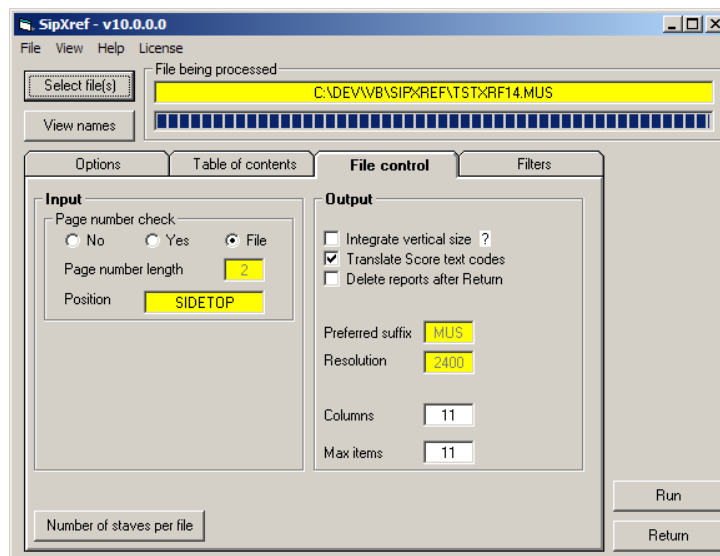 SipXref - v10.0.0.0
File View Help License
Select file(s)
File being processed
C:\DEV\VB\SIPXREF\TSTXRF14.MUS
View names
Options Table of contents File control Filters
Input
Page number check
No Yes File
Page number length 2
Position SIDETOP
Output
Integrate vertical size ?
Translate Score text codes
Delete reports after Return
Preferred suffix MUS
Resolution 2400
Columns 11
Max items 11
Number of staves per file
Run
Return